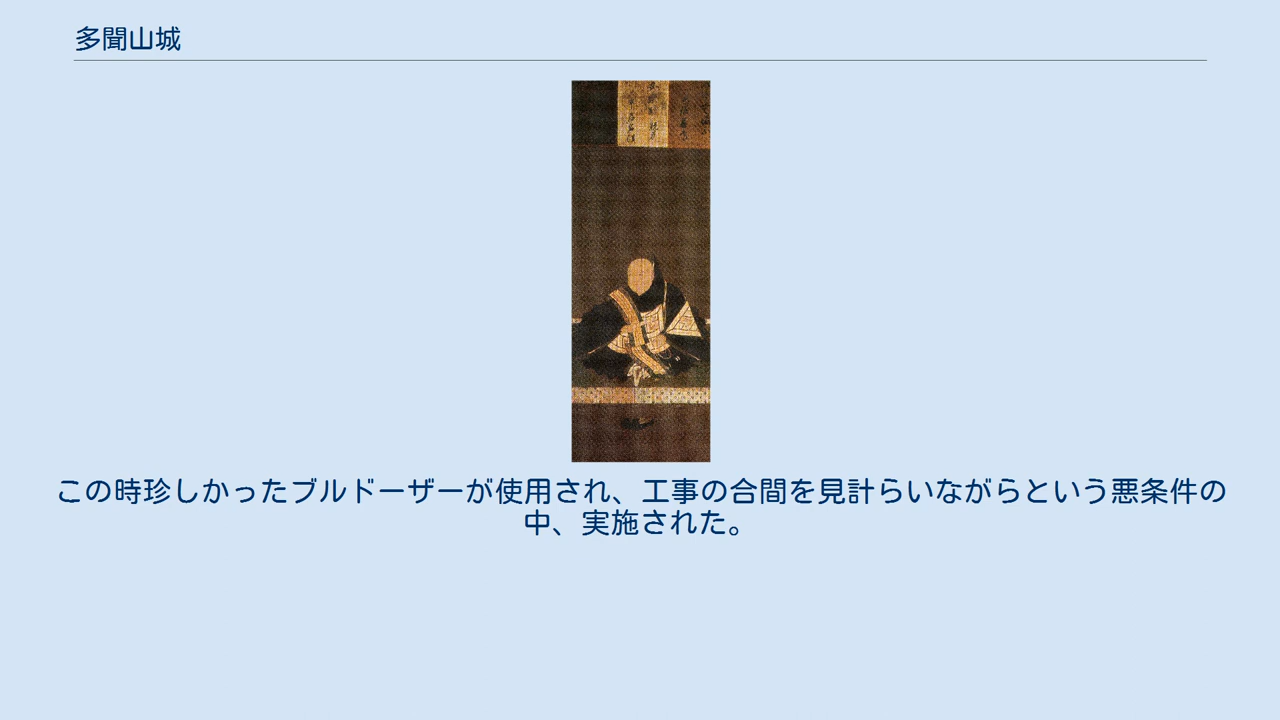 多聞山城
この時珍しかったブルドーザーが使用され、工事の合間を見計らいながらという悪条件の
中、実施された。